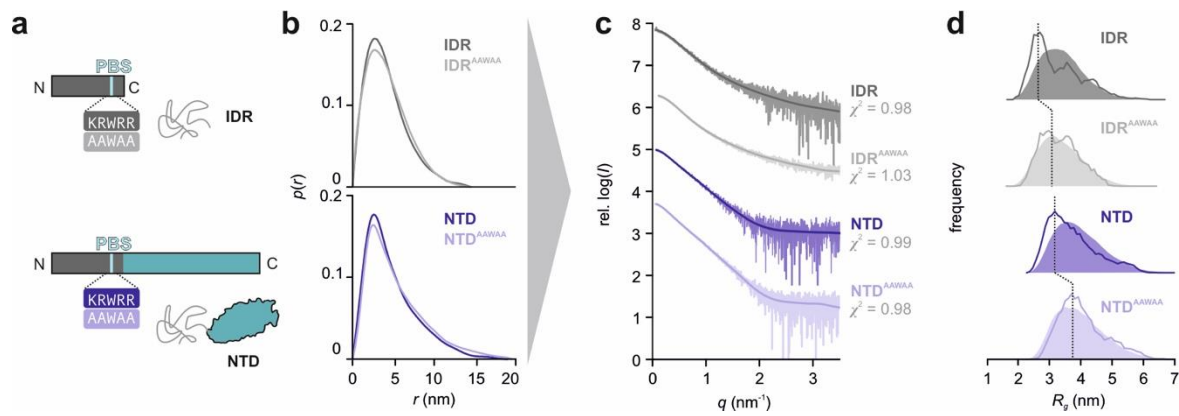 a
PBS
N
C
KRWRR
AAWAA
IDR
PBS
N
C
KRWRR
AAWAA
NTD
b
0.2
IDR
IDR^AAWAA
0.1
0
0.2
NTD
NTD^AAWAA
0.1
0
p(r)
0 5 10 15 20
r (nm)
c
8
7
6
5
4
3
2
1
0
rel. log(I)
IDR
χ² = 0.98
IDR^AAWAA
χ² = 1.03
NTD
χ² = 0.99
NTD^AAWAA
χ² = 0.98
0 1 2 3
q (nm⁻¹)
d
IDR
IDR^AAWAA
NTD
NTD^AAWAA
frequency
1 2 3 4 5 6 7
Rg (nm)